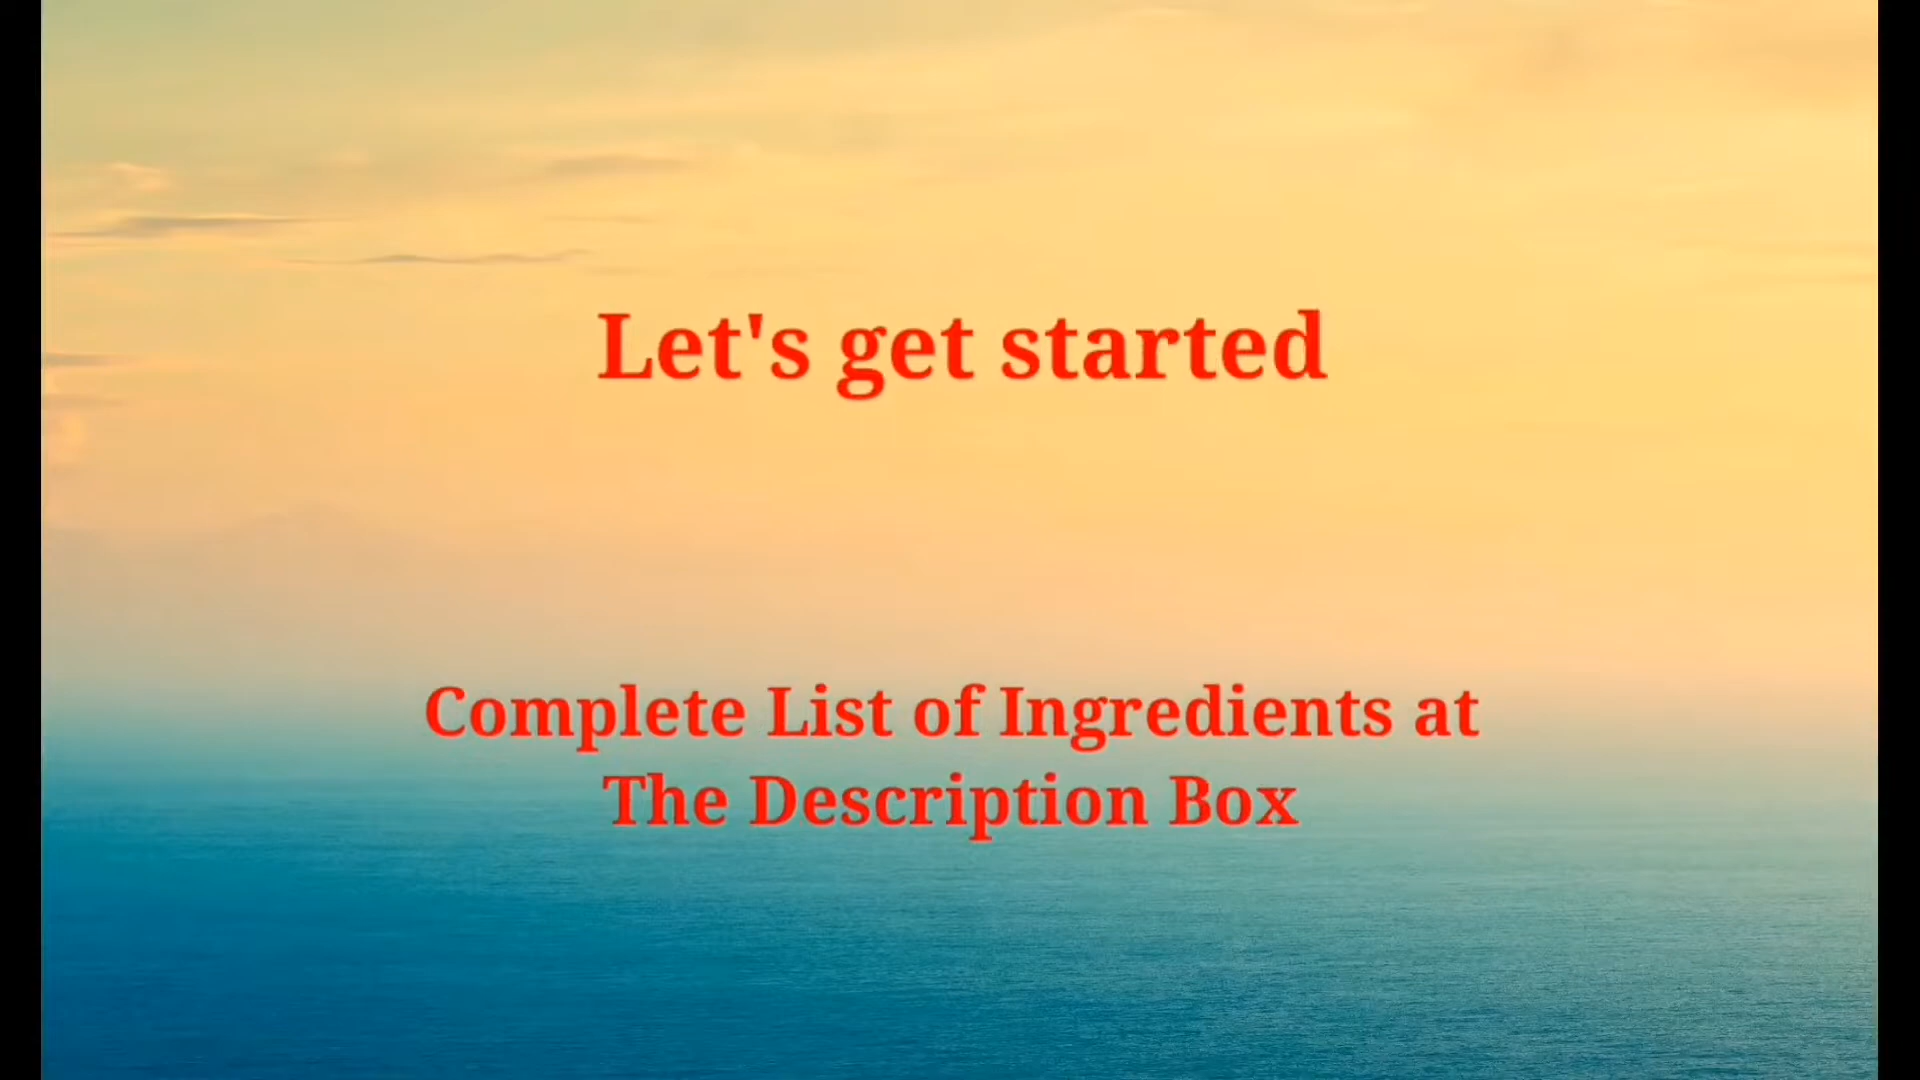 Let's get started
Complete List of Ingredients at
The Description Box